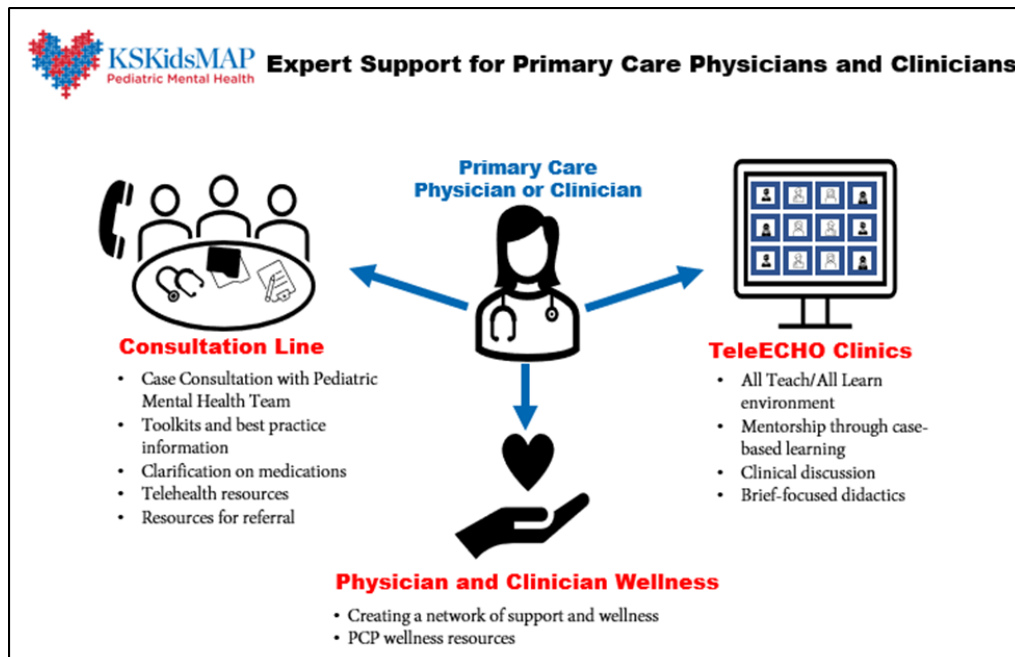 KSKidsMAP
Pediatric Mental Health
Expert Support for Primary Care Physicians and Clinicians
Primary Care
Physician or Clinician
Consultation Line
• Case Consultation with Pediatric
Mental Health Team
• Toolkits and best practice
information
• Clarification on medications
• Telehealth resources
• Resources for referral
TeleECHO Clinics
• All Teach/All Learn
environment
• Mentorship through case-
based learning
• Clinical discussion
• Brief-focused didactics
Physician and Clinician Wellness
• Creating a network of support and wellness
• PCP wellness resources